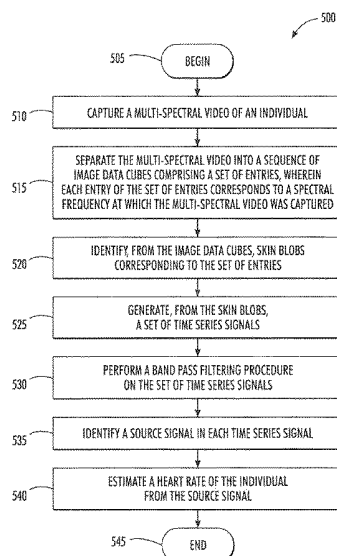 500
505
BEGIN
510
CAPTURE A MULTI-SPECTRAL VIDEO OF AN INDIVIDUAL
515
SEPARATE THE MULTI-SPECTRAL VIDEO INTO A SEQUENCE OF
IMAGE DATA CUBES COMPRISING A SET OF ENTRIES, WHEREIN
EACH ENTRY OF THE SET OF ENTRIES CORRESPONDS TO A SPECTRAL
FREQUENCY AT WHICH THE MULTI-SPECTRAL VIDEO WAS CAPTURED
520
IDENTIFY, FROM THE IMAGE DATA CUBES, SKIN BLOBS
CORRESPONDING TO THE SET OF ENTRIES
525
GENERATE, FROM THE SKIN BLOBS,
A SET OF TIME SERIES SIGNALS
530
PERFORM A BAND PASS FILTERING PROCEDURE
ON THE SET OF TIME SERIES SIGNALS
535
IDENTIFY A SOURCE SIGNAL IN EACH TIME SERIES SIGNAL
540
ESTIMATE A HEART RATE OF THE INDIVIDUAL
FROM THE SOURCE SIGNAL
545
END